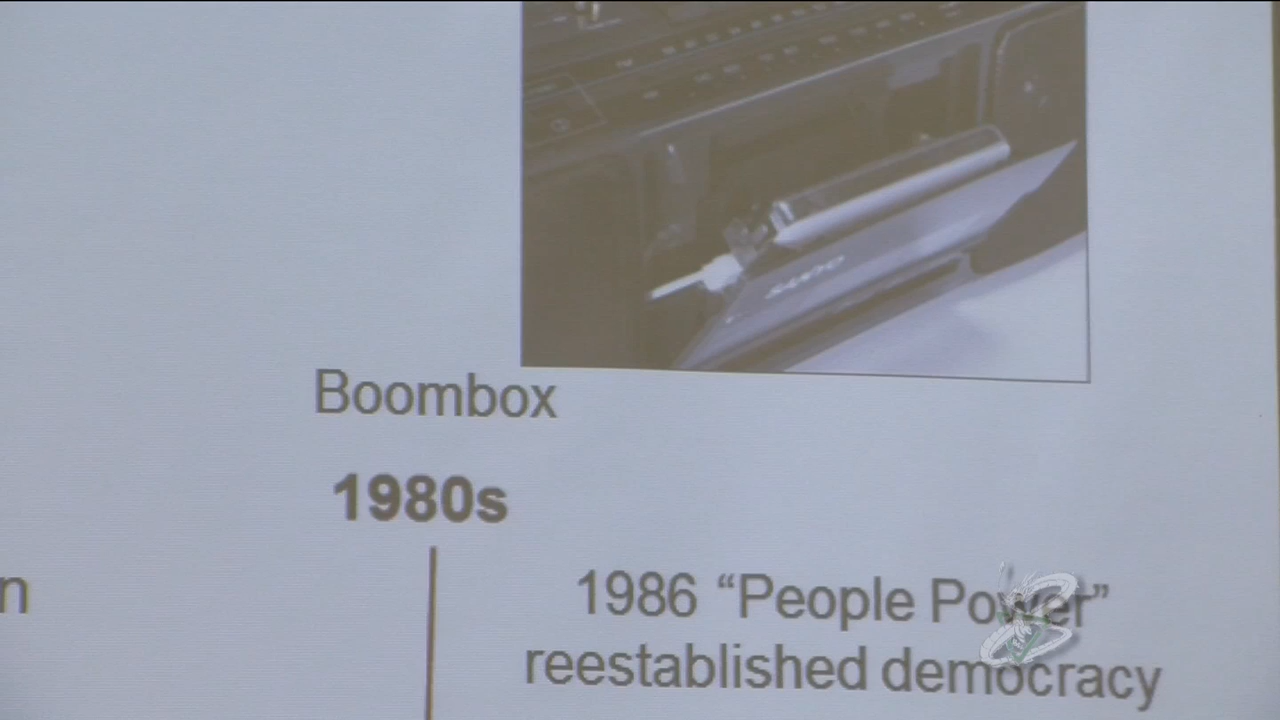 Boombox
1980s
n
1986 “People Power”
reestablished democracy